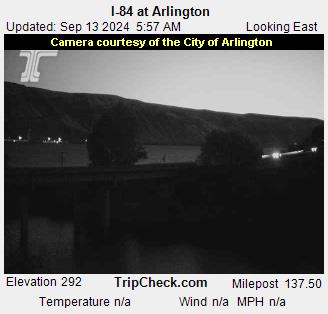 I-84 at Arlington
Updated: Sep 13 2024 5:57 AM Looking East
Camera courtesy of the City of Arlington
Elevation 292 TripCheck.com Milepost 137.50
Temperature n/a Wind n/a MPH n/a